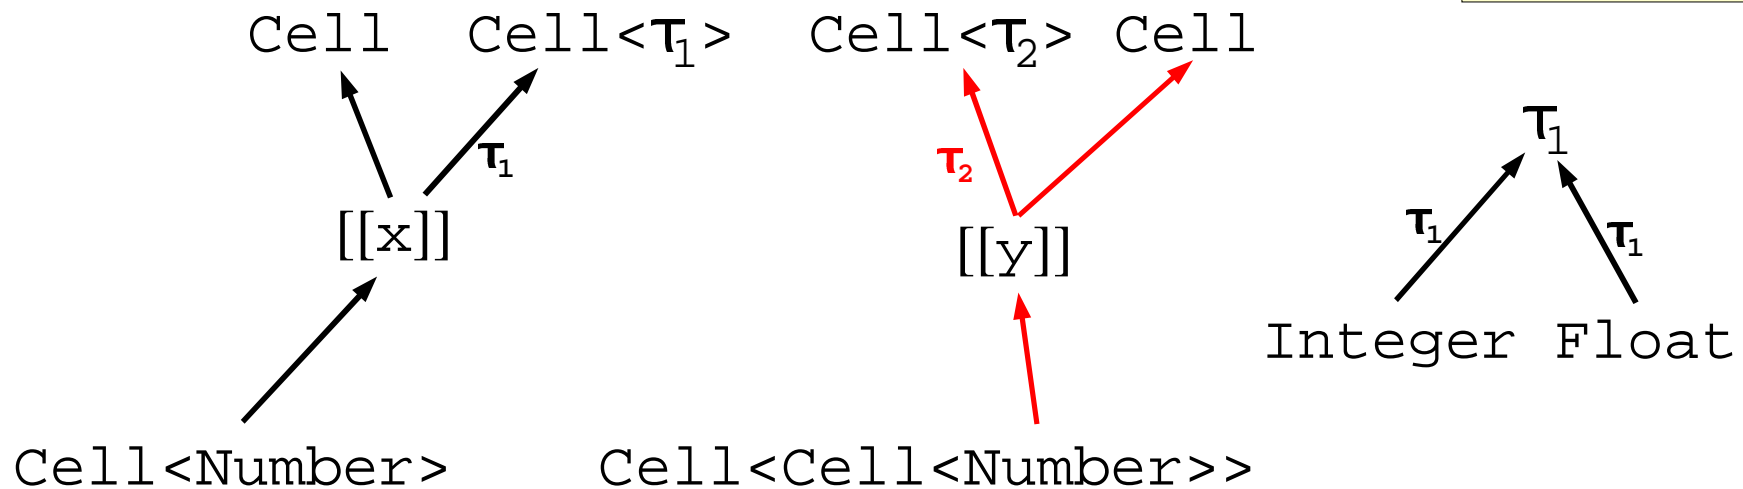 Cell Cell<τ1> Cell<τ2> Cell
τ1
τ1 τ2
τ1 τ1
[[x]] [[y]]
Integer Float
Cell<Number> Cell<Cell<Number>>